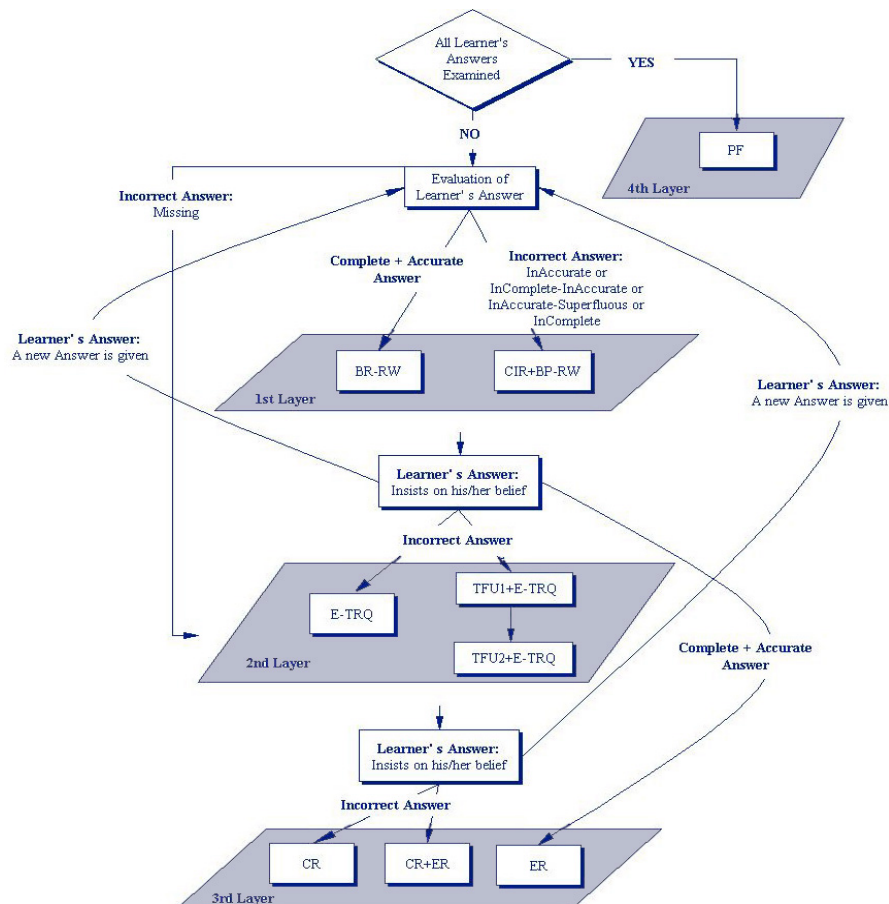 All Learner's
Answers
Examined
YES
NO
PF
4th Layer
Evaluation of
Learner' s Answer
Incorrect Answer:
Missing
Complete + Accurate
Answer
Incorrect Answer:
InAccurate or
InComplete-InAccurate or
InAccurate-Superfluous or
InComplete
Learner' s Answer:
A new Answer is given
BR-RW
CIR+BP-RW
1st Layer
Learner' s Answer:
A new Answer is given
Learner' s Answer:
Insists on his/her belief
Incorrect Answer
E-TRQ
TFU1+E-TRQ
TFU2+E-TRQ
2nd Layer
Complete + Accurate
Answer
Learner' s Answer:
Insists on his/her belief
Incorrect Answer
CR
CR+ER
ER
3rd Layer